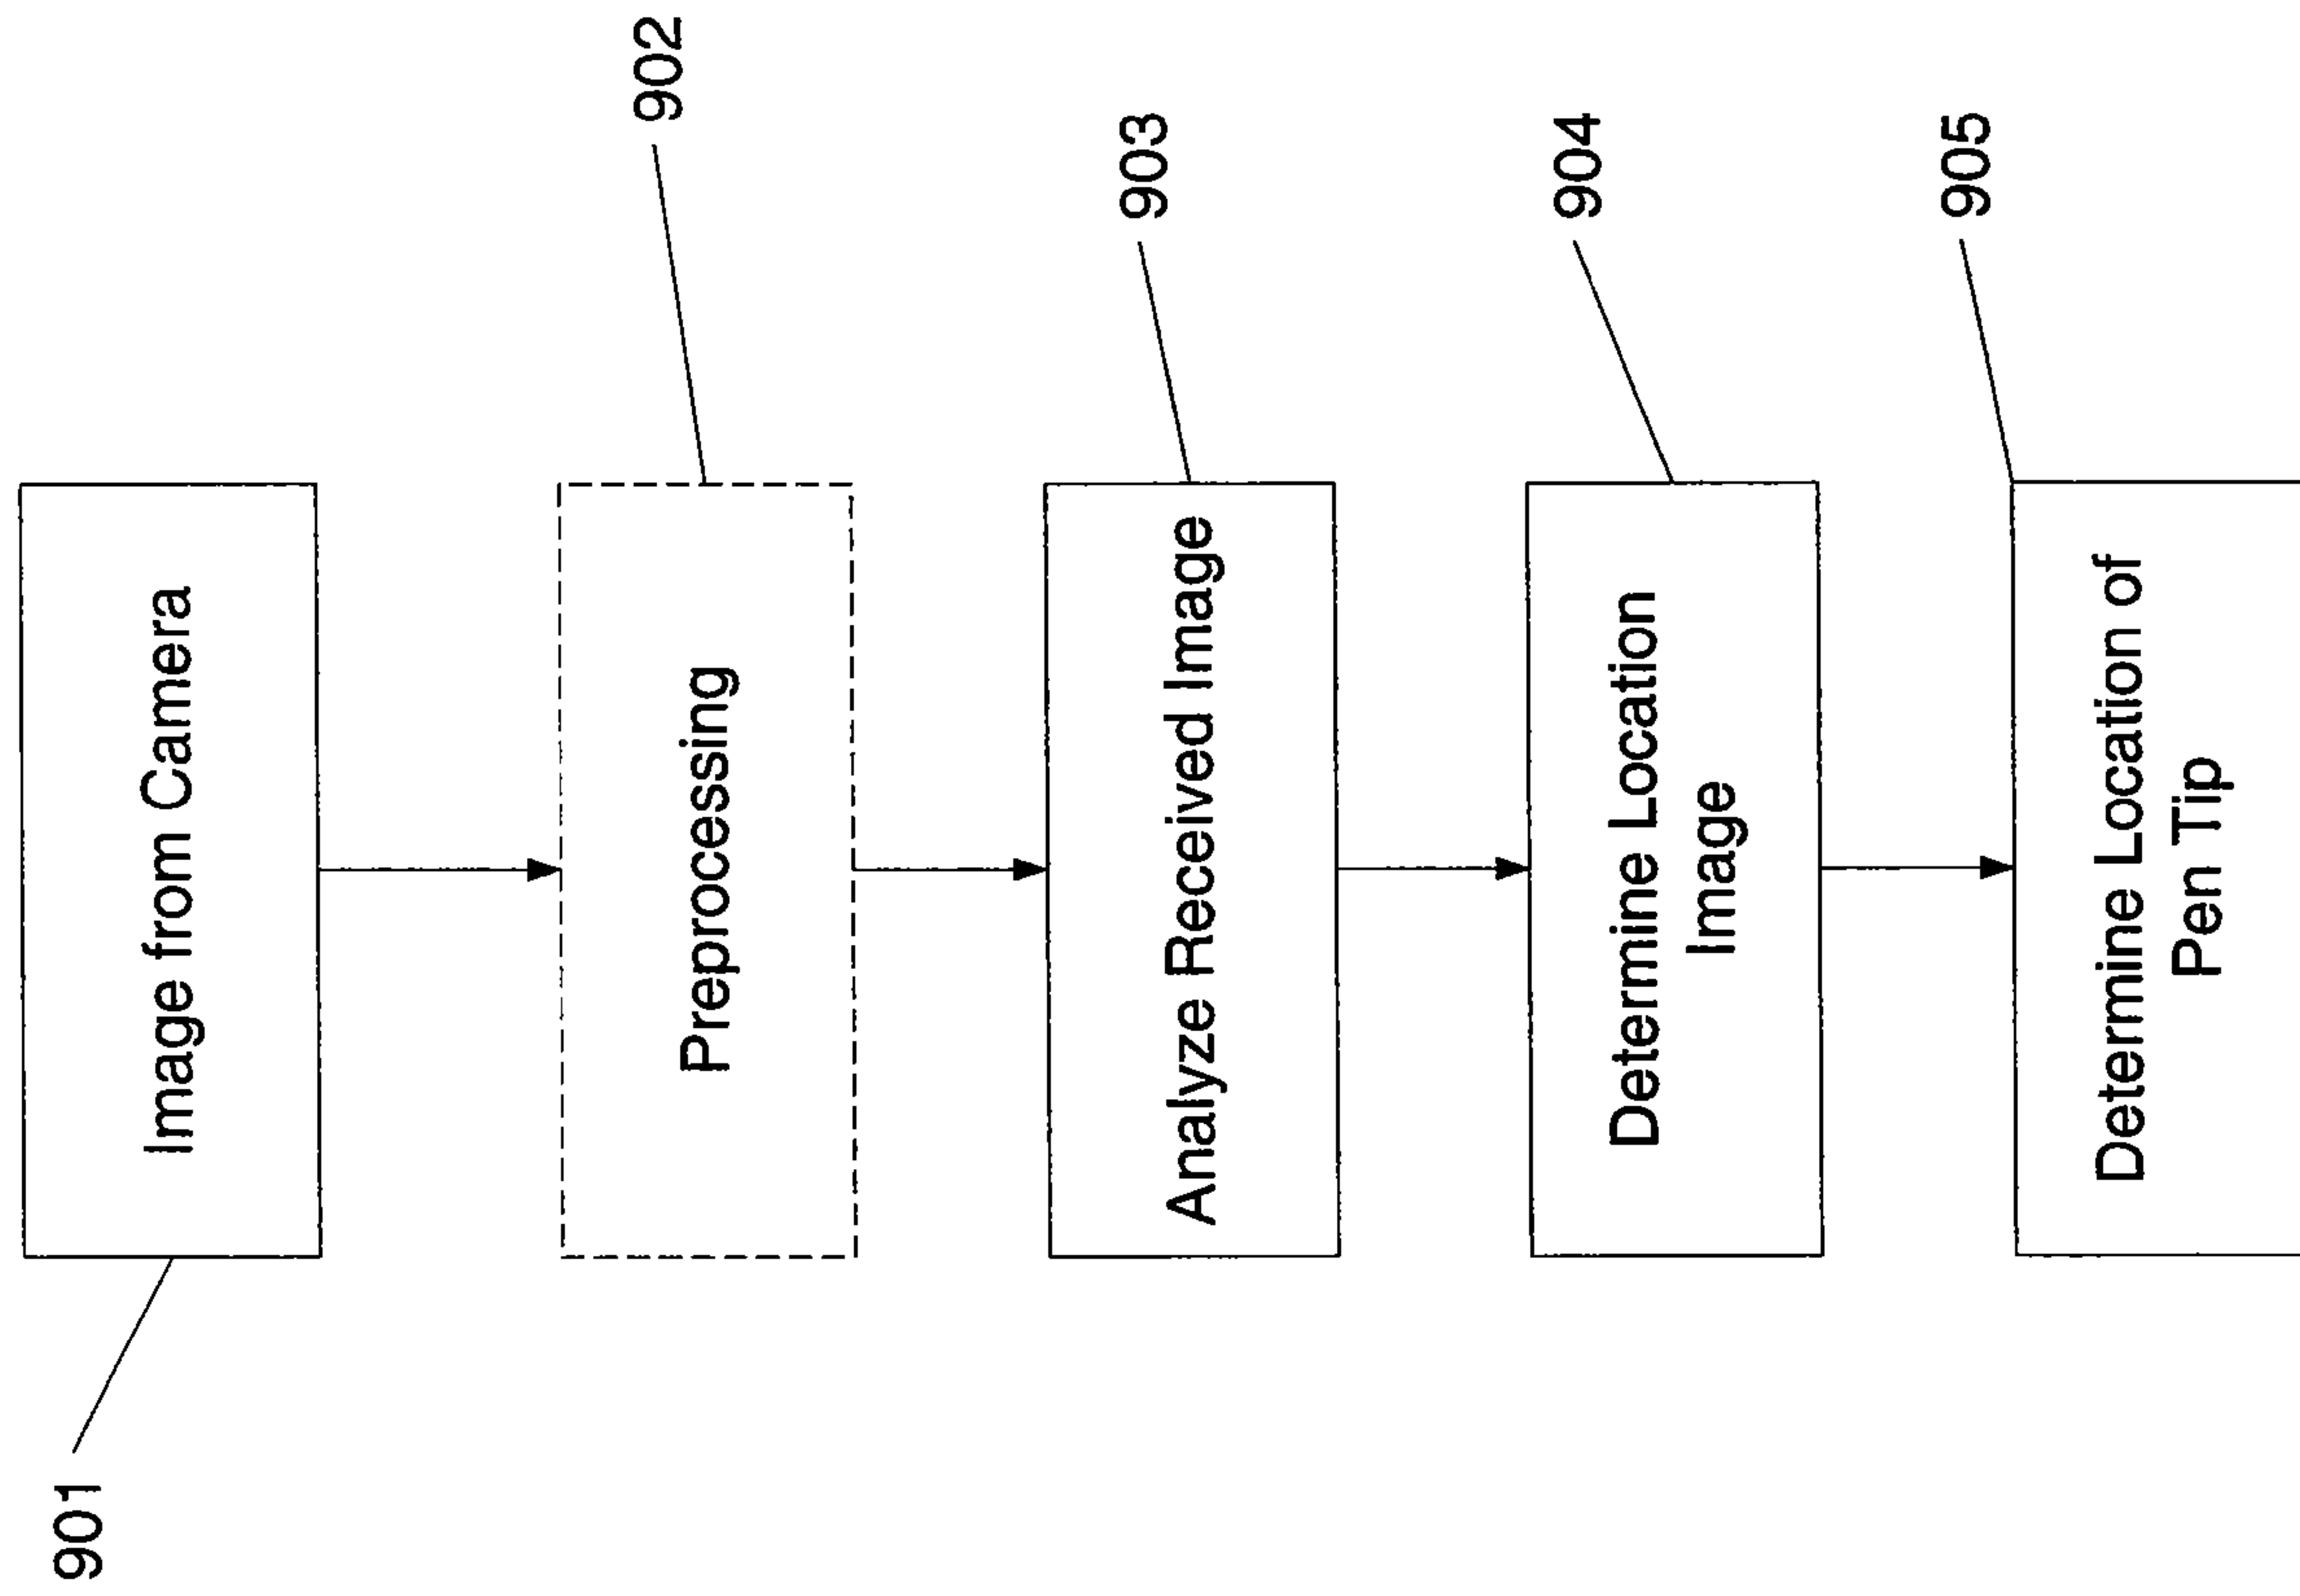 901
Image from Camera
902
Preprocessing
903
Analyze Received Image
904
Determine Location
Image
905
Determine Location of
Pen Tip